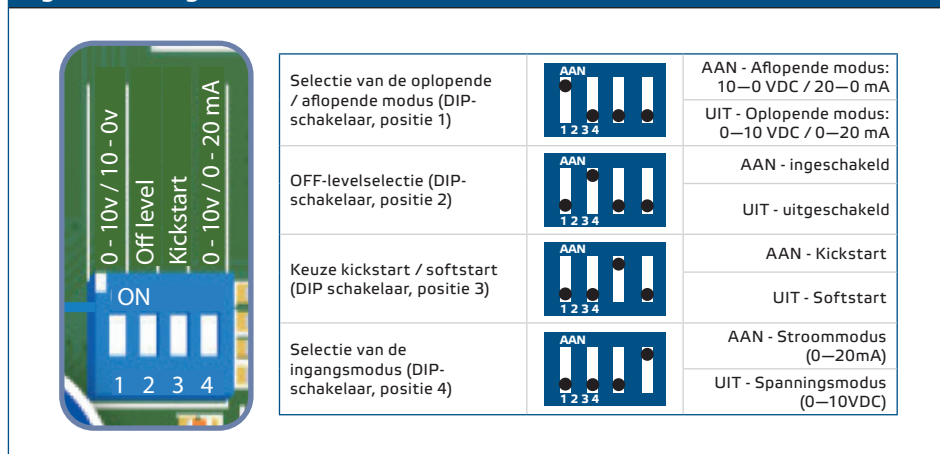 0 - 10v / 10 - 0v
Off level
Kickstart
0 - 10v / 0 - 20 mA
ON
1 2 3 4
Selectie van de oplopende
/ aflopende modus (DIP-
schakelaar, positie 1)
AAN
1 2 3 4
AAN - Aflopende modus:
10—0 VDC / 20—0 mA
UIT - Oplopende modus:
0—10 VDC / 0—20 mA
OFF-levelselectie (DIP-
schakelaar, positie 2)
AAN
1 2 3 4
AAN - ingeschakeld
UIT - uitgeschakeld
Keuze kickstart / softstart
(DIP schakelaar, positie 3)
AAN
1 2 3 4
AAN - Kickstart
UIT - Softstart
Selectie van de
ingangsmodus (DIP-
schakelaar, positie 4)
AAN
1 2 3 4
AAN - Stroommodus
(0—20mA)
UIT - Spanningsmodus
(0—10VDC)